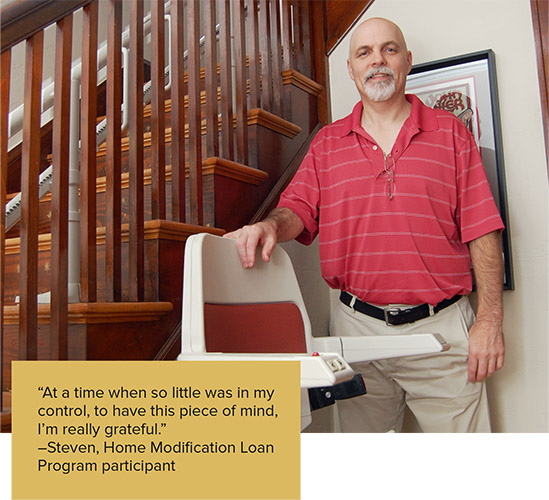 “At a time when so little was in my
control, to have this piece of mind,
I’m really grateful.”
–Steven, Home Modification Loan
Program participant